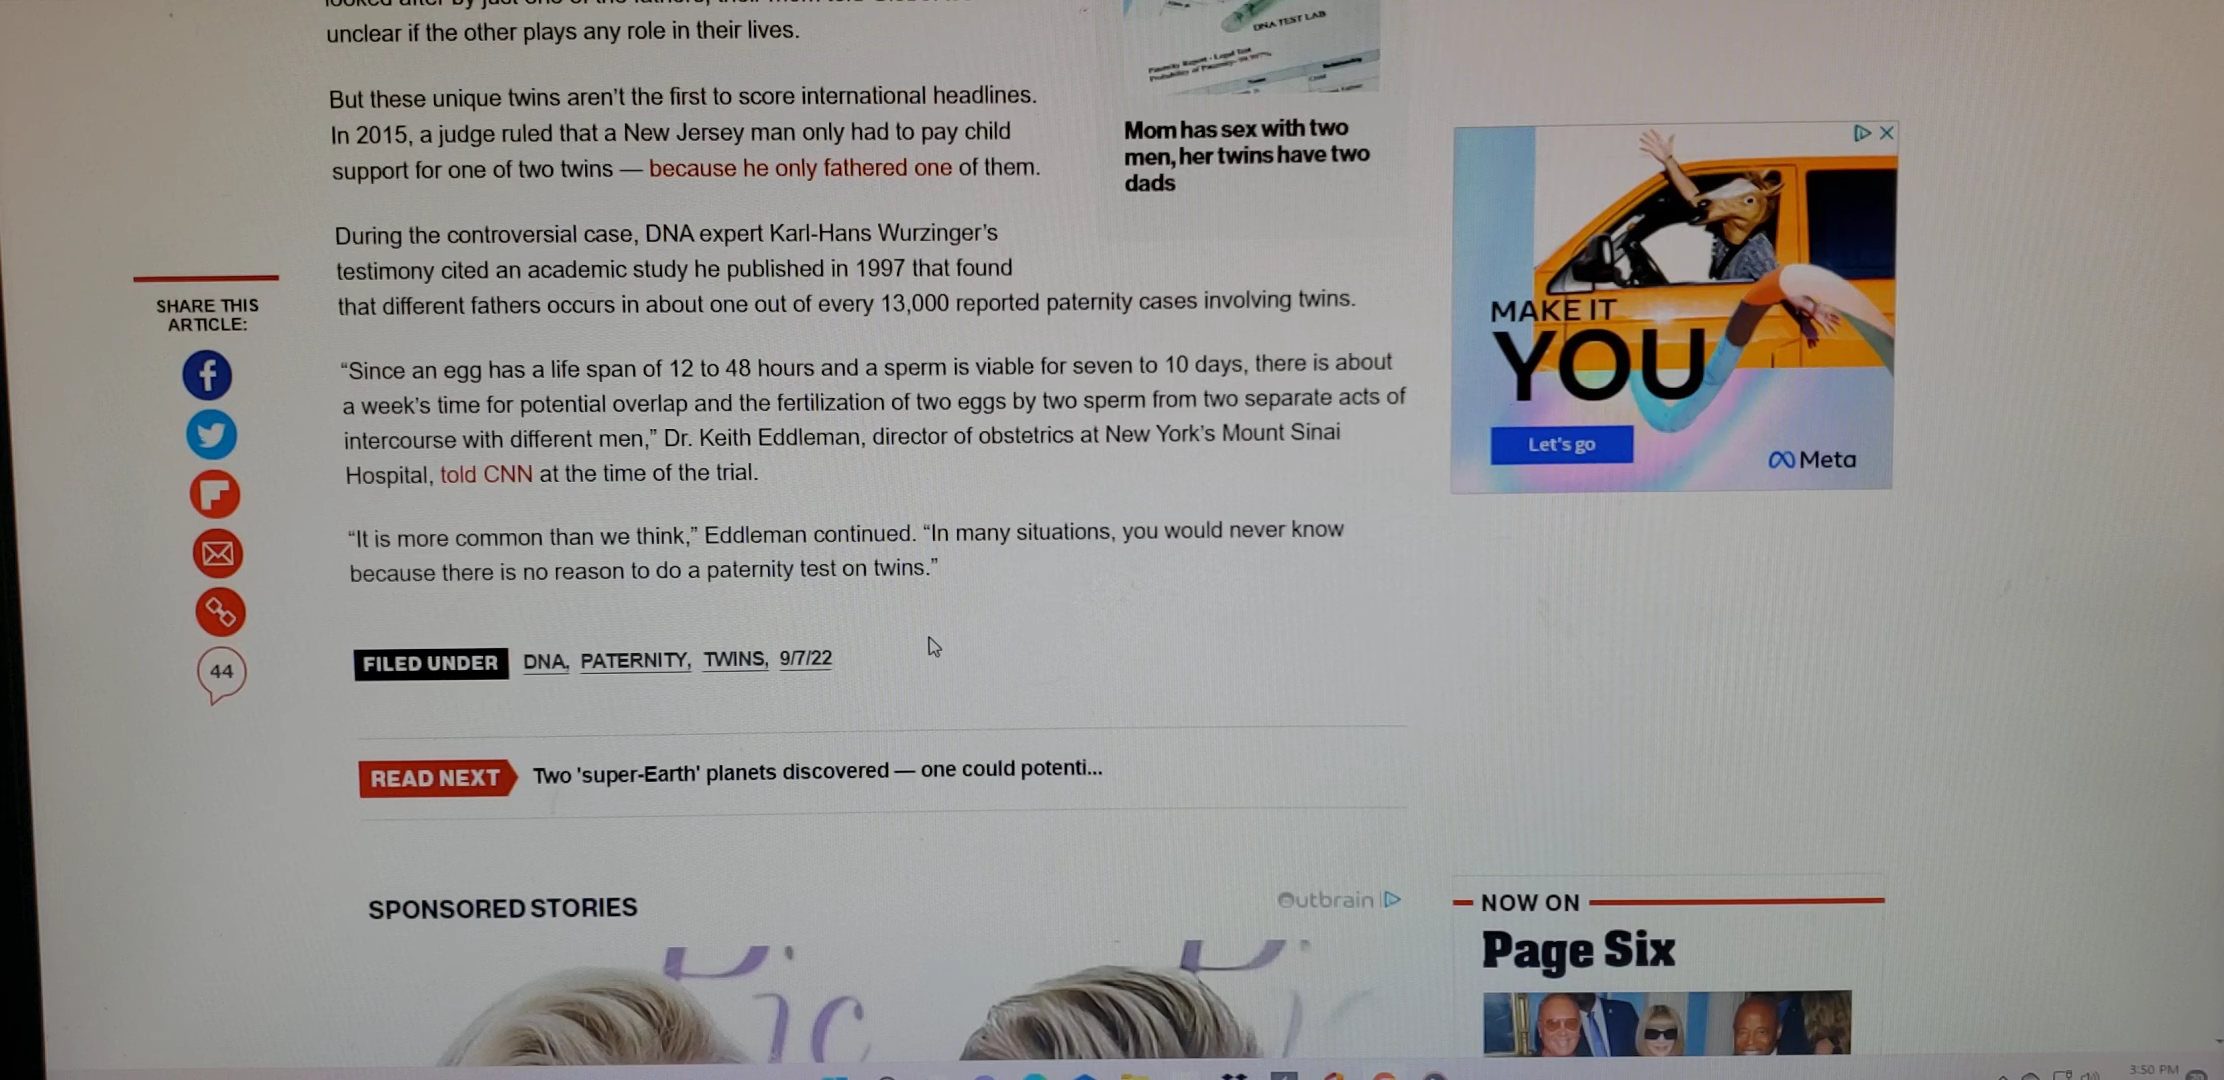 unclear if the other plays any role in their lives.
But these unique twins aren't the first to score international headlines.
In 2015, a judge ruled that a New Jersey man only had to pay child
support for one of two twins — because he only fathered one of them.
During the controversial case, DNA expert Karl-Hans Wurzinger's
testimony cited an academic study he published in 1997 that found
that different fathers occurs in about one out of every 13,000 reported paternity cases involving twins.
“Since an egg has a life span of 12 to 48 hours and a sperm is viable for seven to 10 days, there is about
a week's time for potential overlap and the fertilization of two eggs by two sperm from two separate acts of
intercourse with different men,” Dr. Keith Eddleman, director of obstetrics at New York's Mount Sinai
Hospital, told CNN at the time of the trial.
“It is more common than we think,” Eddleman continued. “In many situations, you would never know
because there is no reason to do a paternity test on twins.”
SHARE THIS
ARTICLE:
44
FILED UNDER DNA, PATERNITY, TWINS, 9/7/22
READ NEXT Two 'super-Earth' planets discovered — one could potenti...
SPONSORED STORIES
Outbrain
DNA TEST LAB
Mom has sex with two
men, her twins have two
dads
MAKE IT
YOU
Let's go
Meta
NOW ON
Page Six
3:50 PM